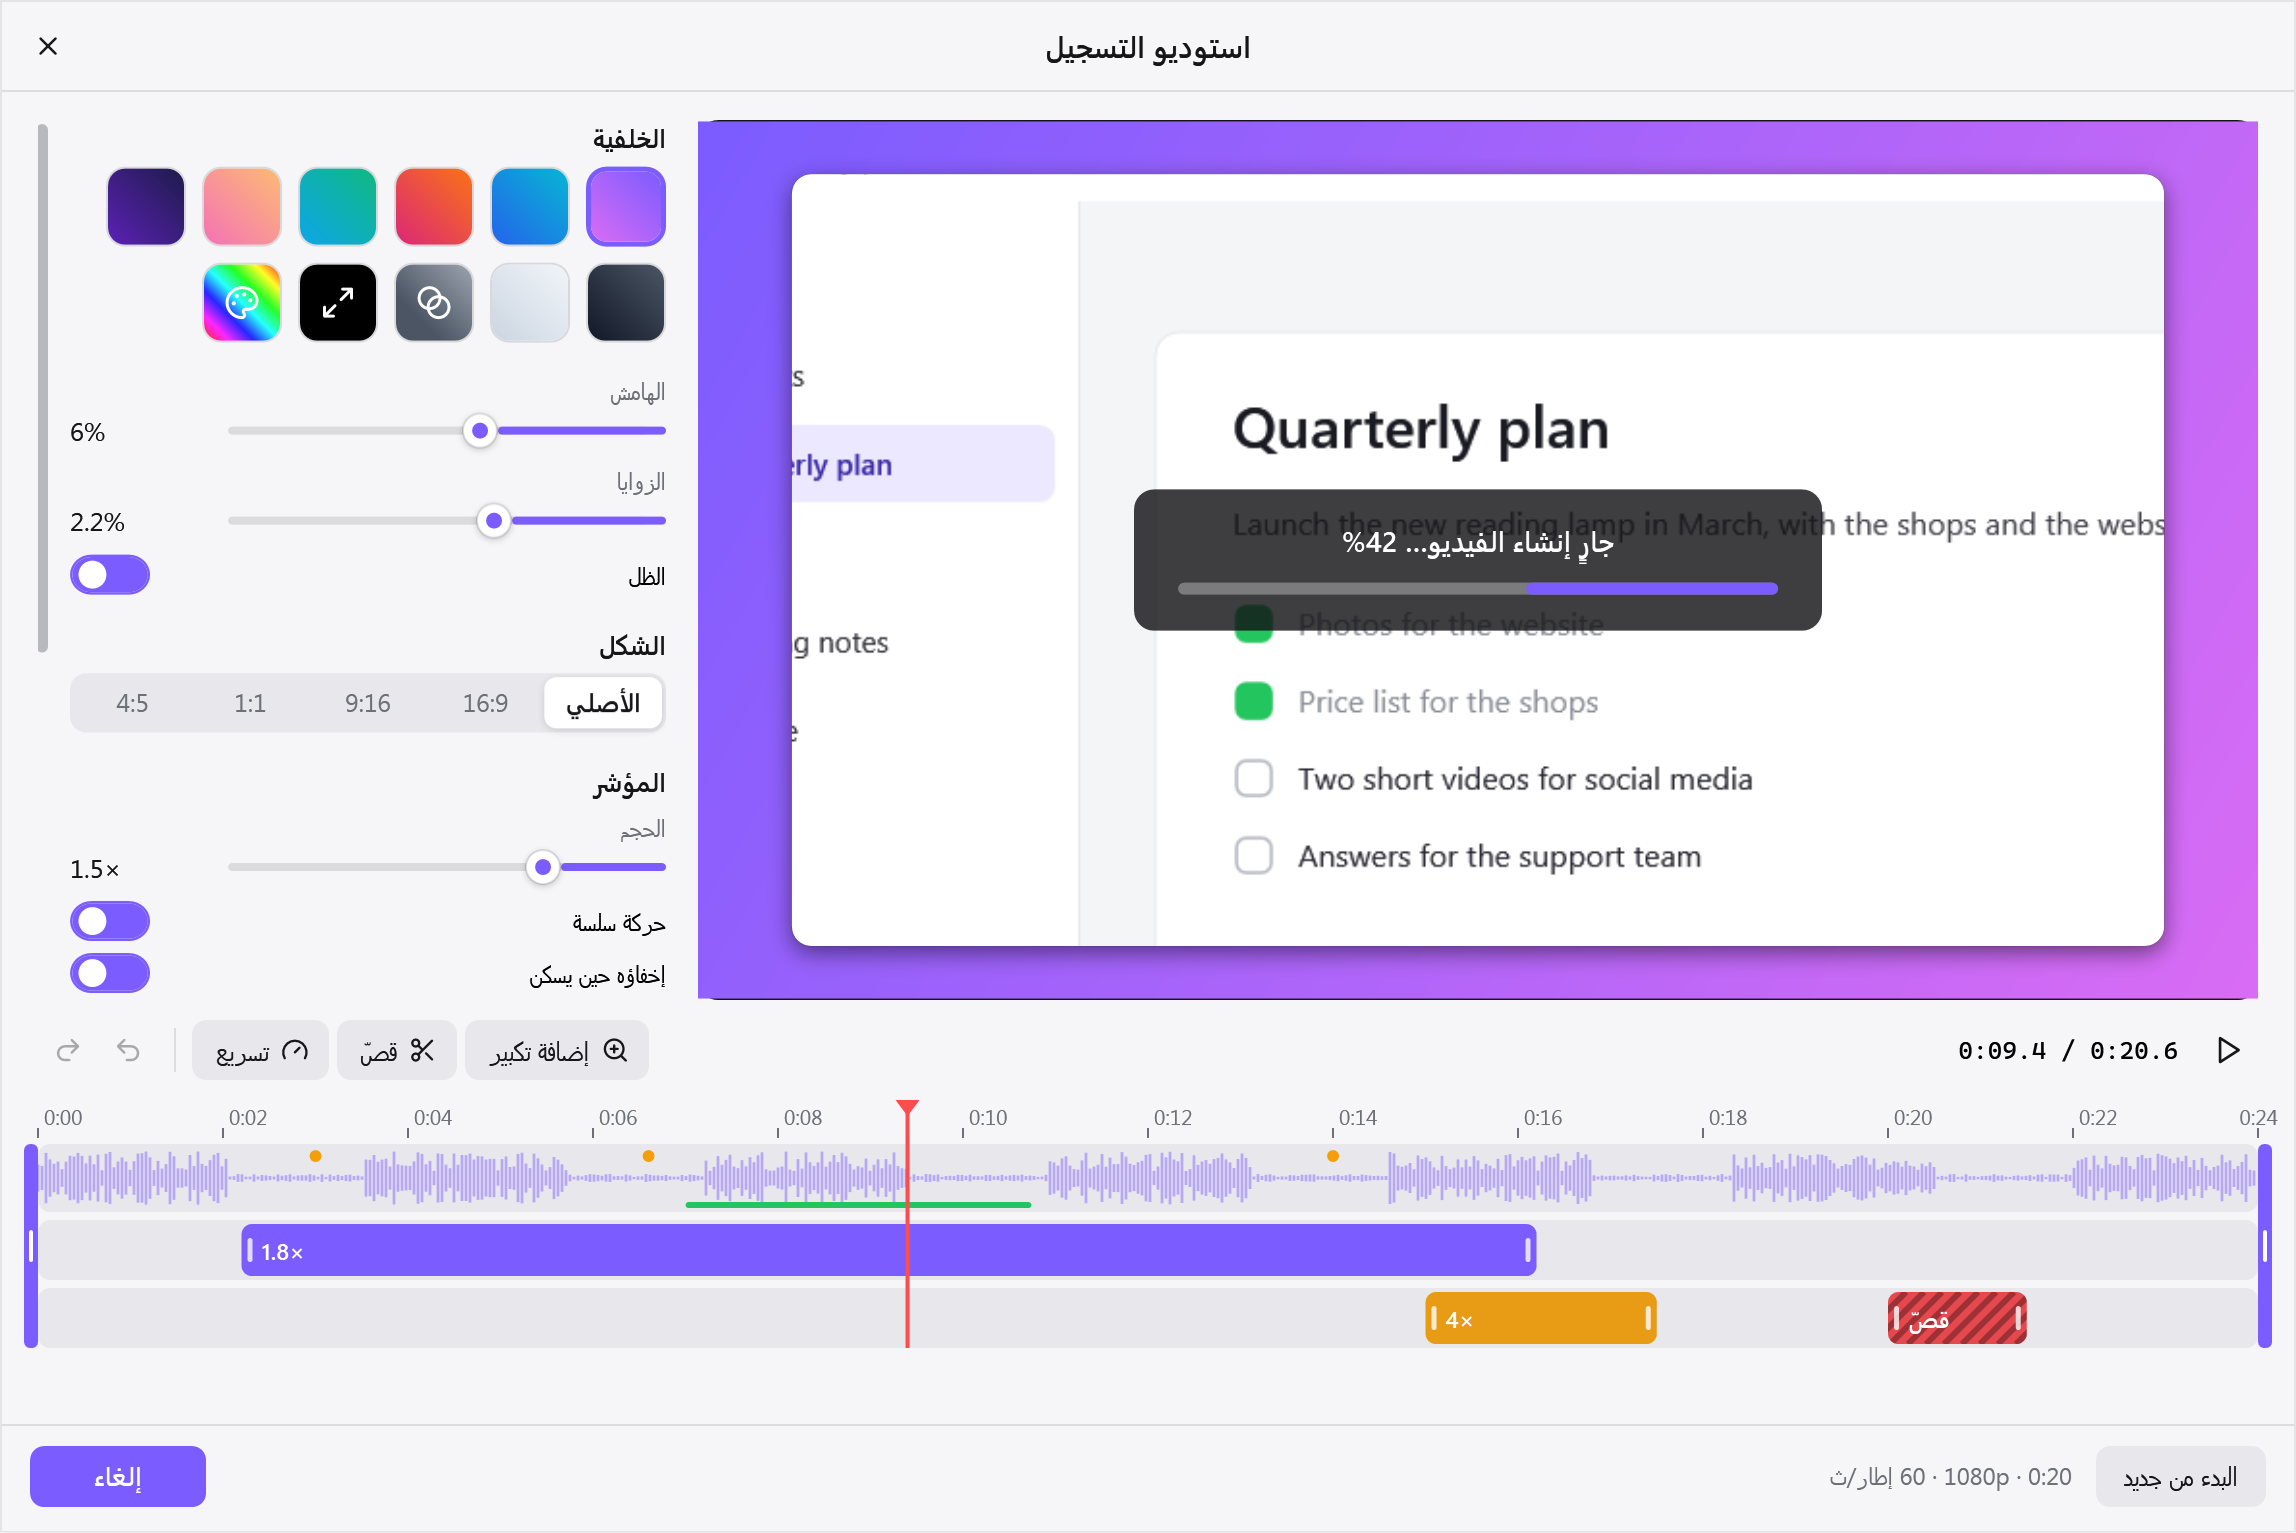 استوديو التسجيل
الخلفية
الهامش
6%
الزوايا
2.2%
الظل
الشكل
الأصلي
16:9
9:16
1:1
4:5
المؤشر
الحجم
1.5×
حركة سلسة
إخفاؤه حين يسكن
s
erly plan
g notes
e
Quarterly plan
Launch the new reading lamp in March, with the shops and the webs
جارٍ إنشاء الفيديو... 42%
Photos for the website
Price list for the shops
Two short videos for social media
Answers for the support team
0:09.4 / 0:20.6
إضافة تكبير
قصّ
تسريع
0:00 0:02 0:04 0:06 0:08 0:10 0:12 0:14 0:16 0:18 0:20 0:22 0:24
1.8×
4×
قصّ
البدء من جديد
0:20 · 1080p · 60 إطار/ث
إلغاء